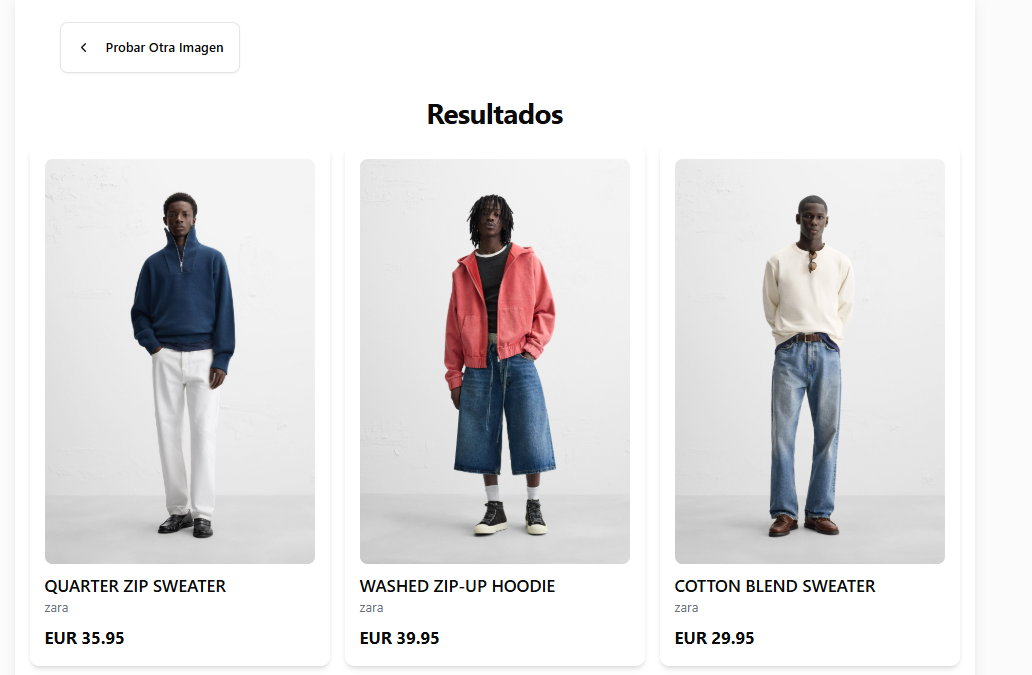 Probar Otra Imagen
Resultados
QUARTER ZIP SWEATER
zara
EUR 35.95
WASHED ZIP-UP HOODIE
zara
EUR 39.95
COTTON BLEND SWEATER
zara
EUR 29.95